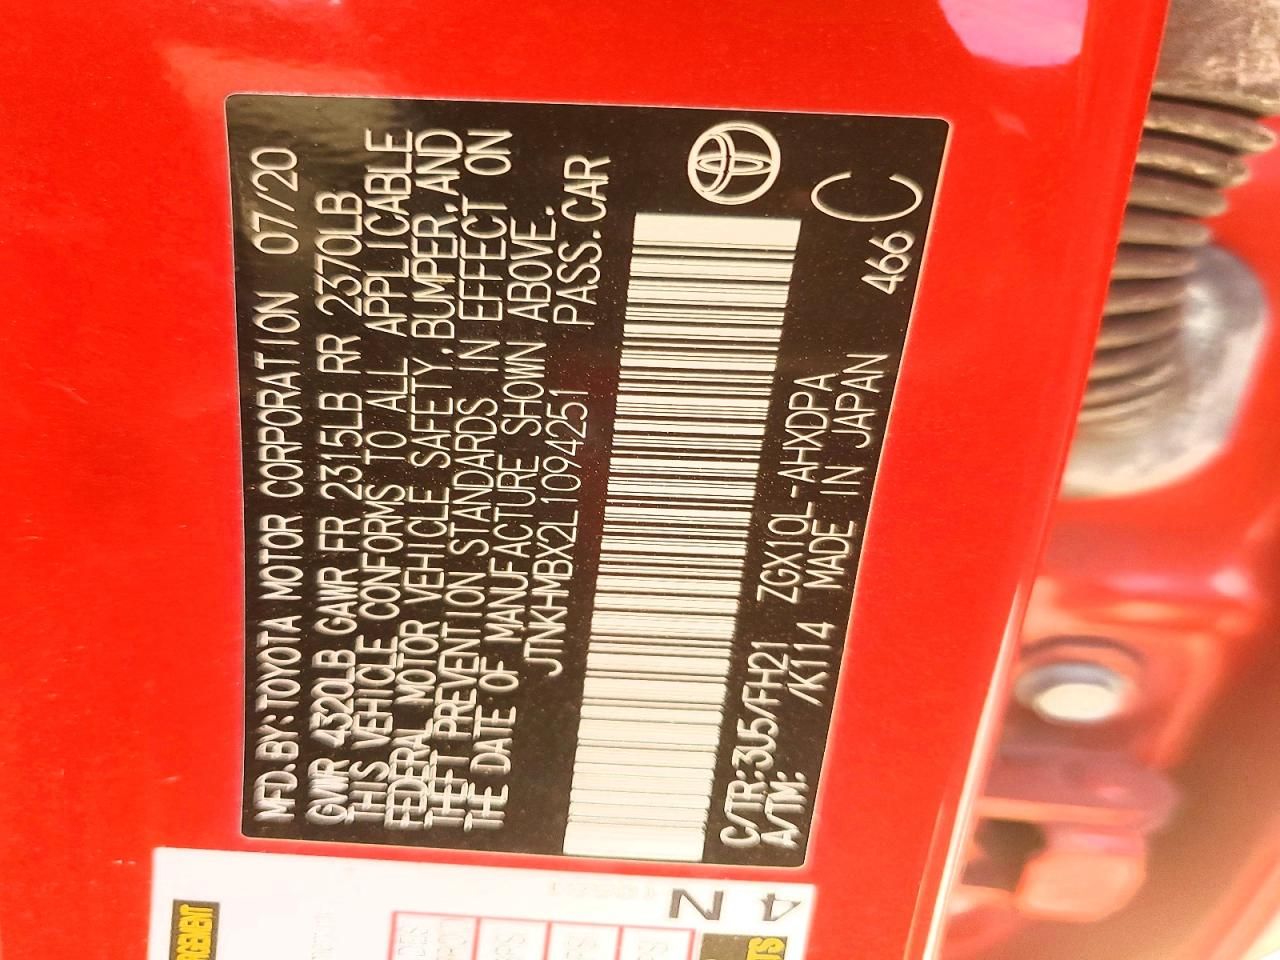 MFD.BY:TOYOTA MOTOR CORPORATION 07/20
GVWR 4320LB GAWR FR 2315LB RR 2370LB
THIS VEHICLE CONFORMS TO ALL APPLICABLE
FEDERAL MOTOR VEHICLE SAFETY,BUMPER,AND
THEFT PREVENTION STANDARDS IN EFFECT ON
THE DATE OF MANUFACTURE SHOWN ABOVE.
JTNKHMBX2L1094251 PASS.CAR
C/TR:3U5/FH21 ZGX10L-AHXDPA
A/TM: /K114 MADE IN JAPAN 466 C
4 N